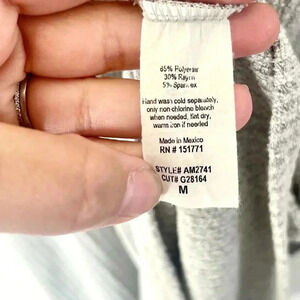 65% Polyester
30% Rayon
5% Spandex
Hand wash cold separately,
only non chlorine bleach
when needed, flat dry,
warm iron if needed
Made in Mexico
RN # 151771
STYLE# AM2741
CUT# G28164
M